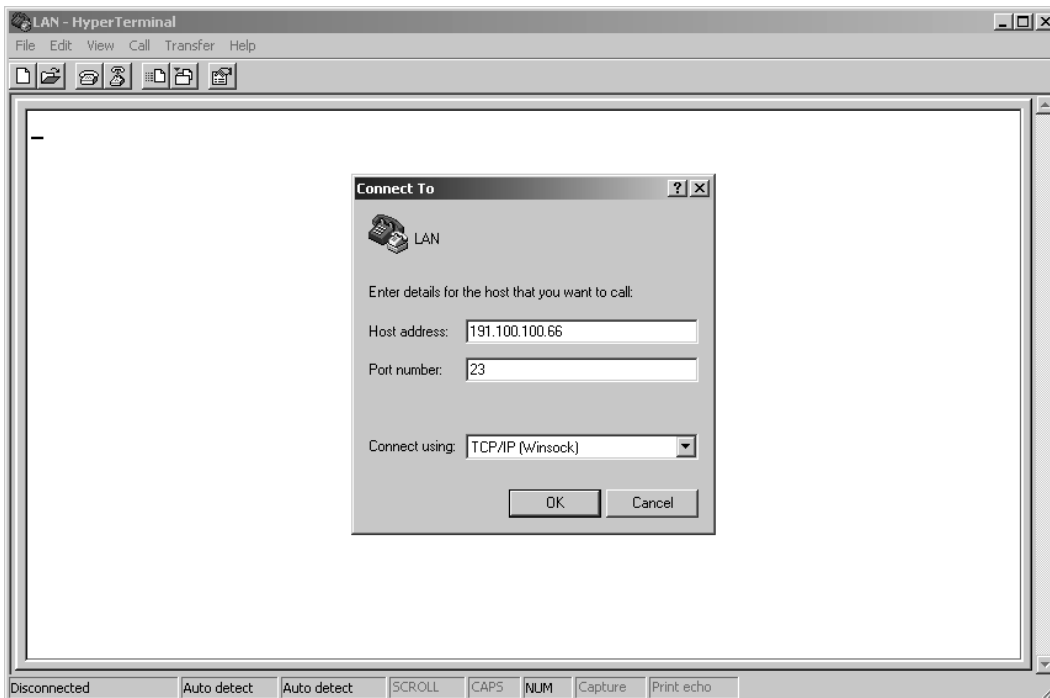 LAN - HyperTerminal
File Edit View Call Transfer Help
Connect To
LAN
Enter details for the host that you want to call:
Host address: 191.100.100.66
Port number: 23
Connect using: TCP/IP (Winsock)
OK Cancel
Disconnected Auto detect Auto detect SCROLL CAPS NUM Capture Print echo